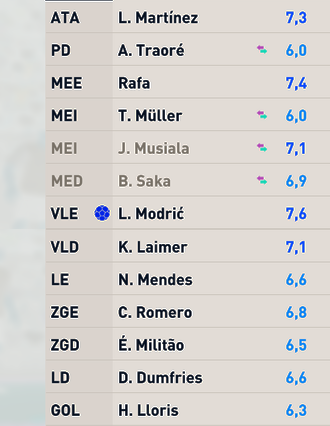 ATA L. Martínez 7,3
PD A. Traoré 6,0
MEE Rafa 7,4
MEI T. Müller 6,0
MEI J. Musiala 7,1
MED B. Saka 6,9
VLE L. Modrić 7,6
VLD K. Laimer 7,1
LE N. Mendes 6,6
ZGE C. Romero 6,8
ZGD É. Militão 6,5
LD D. Dumfries 6,6
GOL H. Lloris 6,3